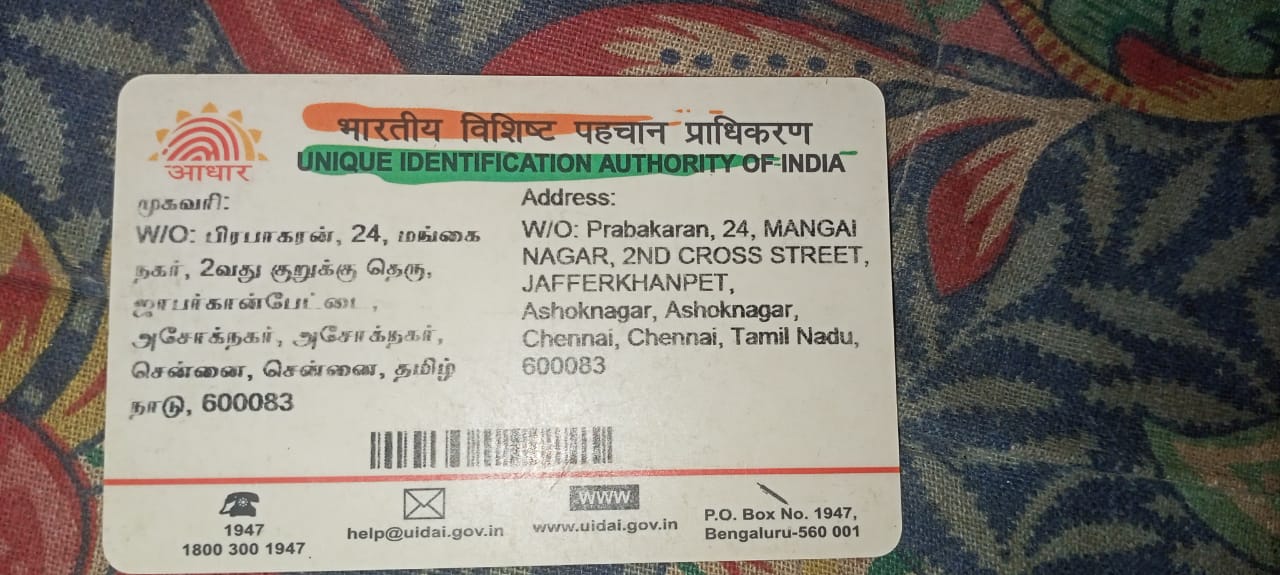 भारतीय विशिष्ट पहचान प्राधिकरण
UNIQUE IDENTIFICATION AUTHORITY OF INDIA
आधार
முகவரி:
W/O: பிரபாகரன், 24, மங்கை
நகர், 2வது குறுக்கு தெரு,
ஜாபர்கான்பேட்டை,
அசோக்நகர், அசோக்நகர்,
சென்னை, சென்னை, தமிழ்
நாடு, 600083
Address:
W/O: Prabakaran, 24, MANGAI
NAGAR, 2ND CROSS STREET,
JAFFERKHANPET,
Ashoknagar, Ashoknagar,
Chennai, Chennai, Tamil Nadu,
600083
1947
1800 300 1947
help@uidai.gov.in
WWW
www.uidai.gov.in
P.O. Box No. 1947,
Bengaluru-560 001